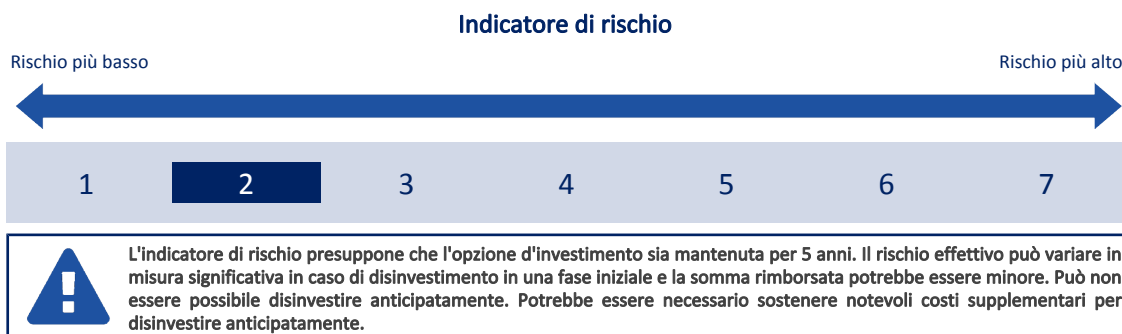 Indicatore di rischio
Rischio più basso
Rischio più alto
1 2 3 4 5 6 7
L'indicatore di rischio presuppone che l'opzione d'investimento sia mantenuta per 5 anni. Il rischio effettivo può variare in
misura significativa in caso di disinvestimento in una fase iniziale e la somma rimborsata potrebbe essere minore. Può non
essere possibile disinvestire anticipatamente. Potrebbe essere necessario sostenere notevoli costi supplementari per
disinvestire anticipatamente.